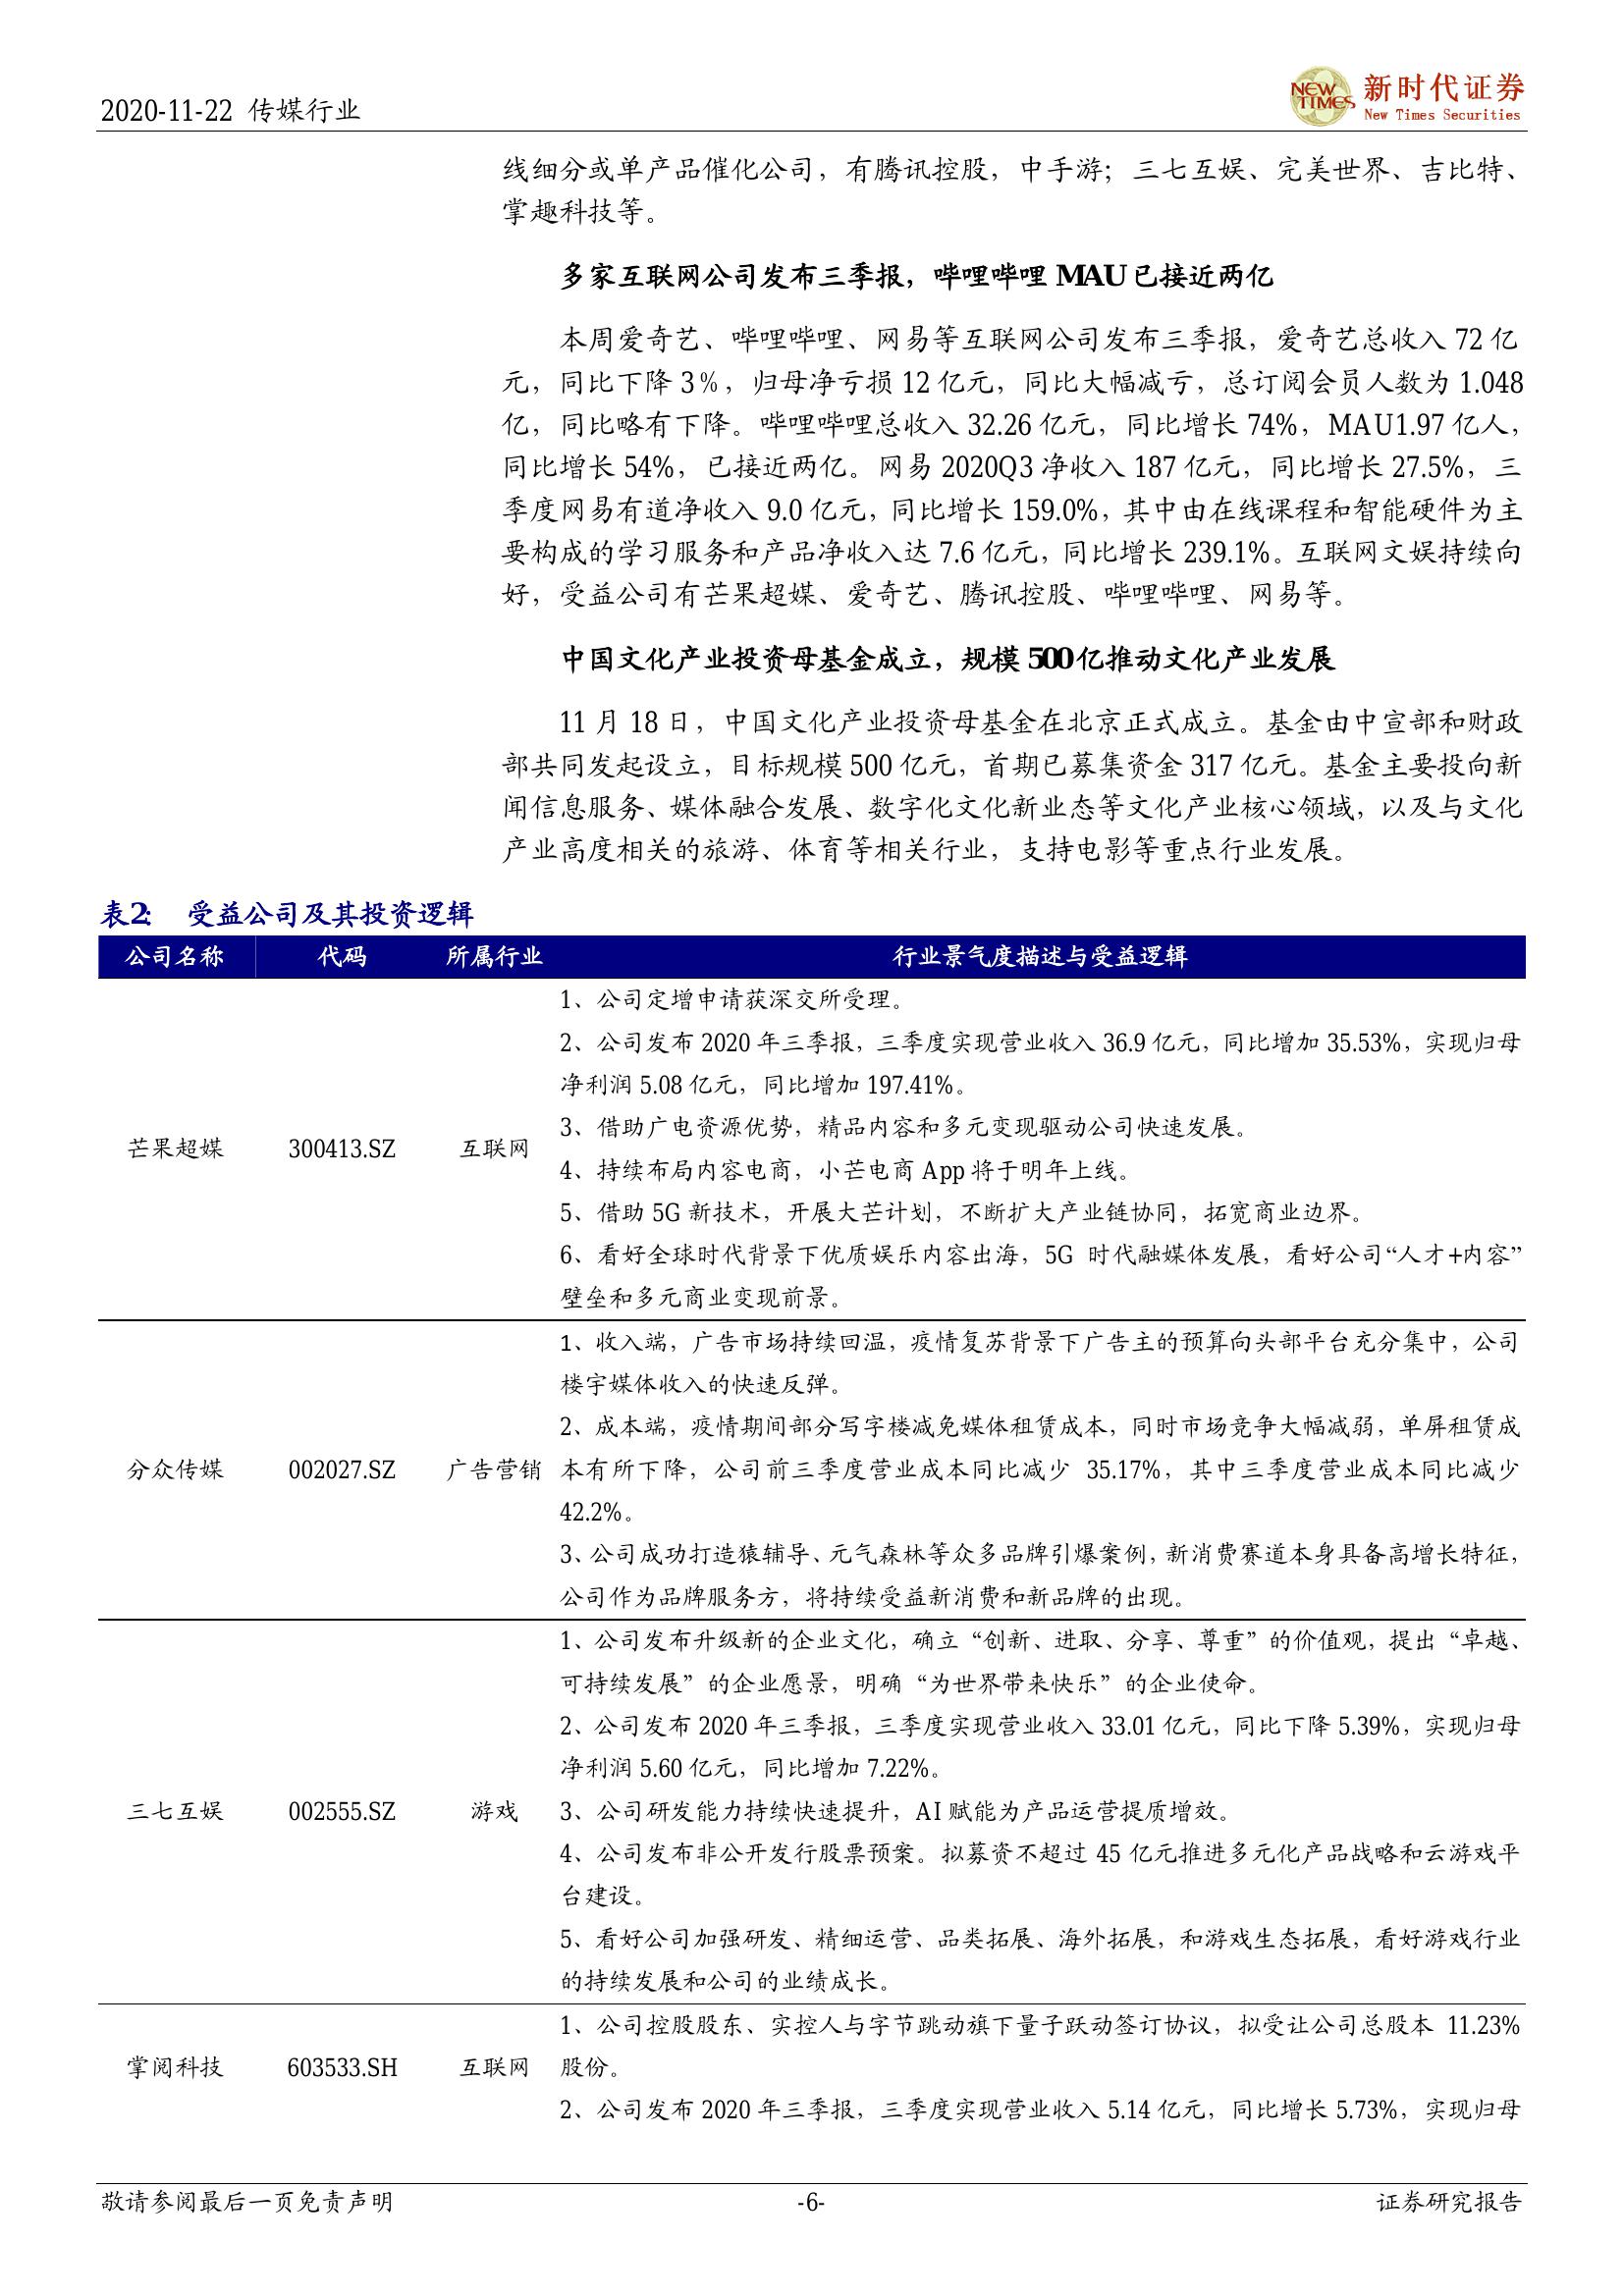 2020-11-22 传媒行业
NEW TIMES 新时代证券
New Times Securities
线细分或单产品催化公司，有腾讯控股，中手游；三七互娱、完美世界、吉比特、
掌趣科技等。
多家互联网公司发布三季报，哔哩哔哩 MAU 已接近两亿
本周爱奇艺、哔哩哔哩、网易等互联网公司发布三季报，爱奇艺总收入 72 亿
元，同比下降 3%，归母净亏损 12 亿元，同比大幅减亏，总订阅会员人数为 1.048
亿，同比略有下降。哔哩哔哩总收入 32.26 亿元，同比增长 74%，MAU1.97 亿人，
同比增长 54%，已接近两亿。网易 2020Q3 净收入 187 亿元，同比增长 27.5%，三
季度网易有道净收入 9.0 亿元，同比增长 159.0%，其中由在线课程和智能硬件为主
要构成的学习服务和产品净收入达 7.6 亿元，同比增长 239.1%。互联网文娱持续向
好，受益公司有芒果超媒、爱奇艺、腾讯控股、哔哩哔哩、网易等。
中国文化产业投资母基金成立，规模 500 亿推动文化产业发展
11 月 18 日，中国文化产业投资母基金在北京正式成立。基金由中宣部和财政
部共同发起设立，目标规模 500 亿元，首期已募集资金 317 亿元。基金主要投向新
闻信息服务、媒体融合发展、数字化文化新业态等文化产业核心领域，以及与文化
产业高度相关的旅游、体育等相关行业，支持电影等重点行业发展。
表2： 受益公司及其投资逻辑
公司名称 代码 所属行业 行业景气度描述与受益逻辑
1、公司定增申请获深交所受理。
2、公司发布 2020 年三季报，三季度实现营业收入 36.9 亿元，同比增加 35.53%，实现归母
净利润 5.08 亿元，同比增加 197.41%。
3、借助广电资源优势，精品内容和多元变现驱动公司快速发展。
芒果超媒 300413.SZ 互联网
4、持续布局内容电商，小芒电商 App 将于明年上线。
5、借助 5G 新技术，开展大芒计划，不断扩大产业链协同，拓宽商业边界。
6、看好全球时代背景下优质娱乐内容出海，5G 时代融媒体发展，看好公司“人才+内容”
壁垒和多元商业变现前景。
1、收入端，广告市场持续回温，疫情复苏背景下广告主的预算向头部平台充分集中，公司
楼宇媒体收入的快速反弹。
2、成本端，疫情期间部分写字楼减免媒体租赁成本，同时市场竞争大幅减弱，单屏租赁成
分众传媒 002027.SZ 广告营销 本有所下降，公司前三季度营业成本同比减少 35.17%，其中三季度营业成本同比减少
42.2%。
3、公司成功打造猿辅导、元气森林等众多品牌引爆案例，新消费赛道本身具备高增长特征，
公司作为品牌服务方，将持续受益新消费和新品牌的出现。
1、公司发布升级新的企业文化，确立“创新、进取、分享、尊重”的价值观，提出“卓越、
可持续发展”的企业愿景，明确“为世界带来快乐”的企业使命。
2、公司发布 2020 年三季报，三季度实现营业收入 33.01 亿元，同比下降 5.39%，实现归母
净利润 5.60 亿元，同比增加 7.22%。
三七互娱 002555.SZ 游戏 3、公司研发能力持续快速提升，AI 赋能为产品运营提质增效。
4、公司发布非公开发行股票预案。拟募资不超过 45 亿元推进多元化产品战略和云游戏平
台建设。
5、看好公司加强研发、精细运营、品类拓展、海外拓展，和游戏生态拓展，看好游戏行业
的持续发展和公司的业绩成长。
1、公司控股股东、实控人与字节跳动旗下量子跃动签订协议，拟受让公司总股本 11.23%
掌阅科技 603533.SH 互联网 股份。
2、公司发布 2020 年三季报，三季度实现营业收入 5.14 亿元，同比增长 5.73%，实现归母
敬请参阅最后一页免责声明 -6- 证券研究报告